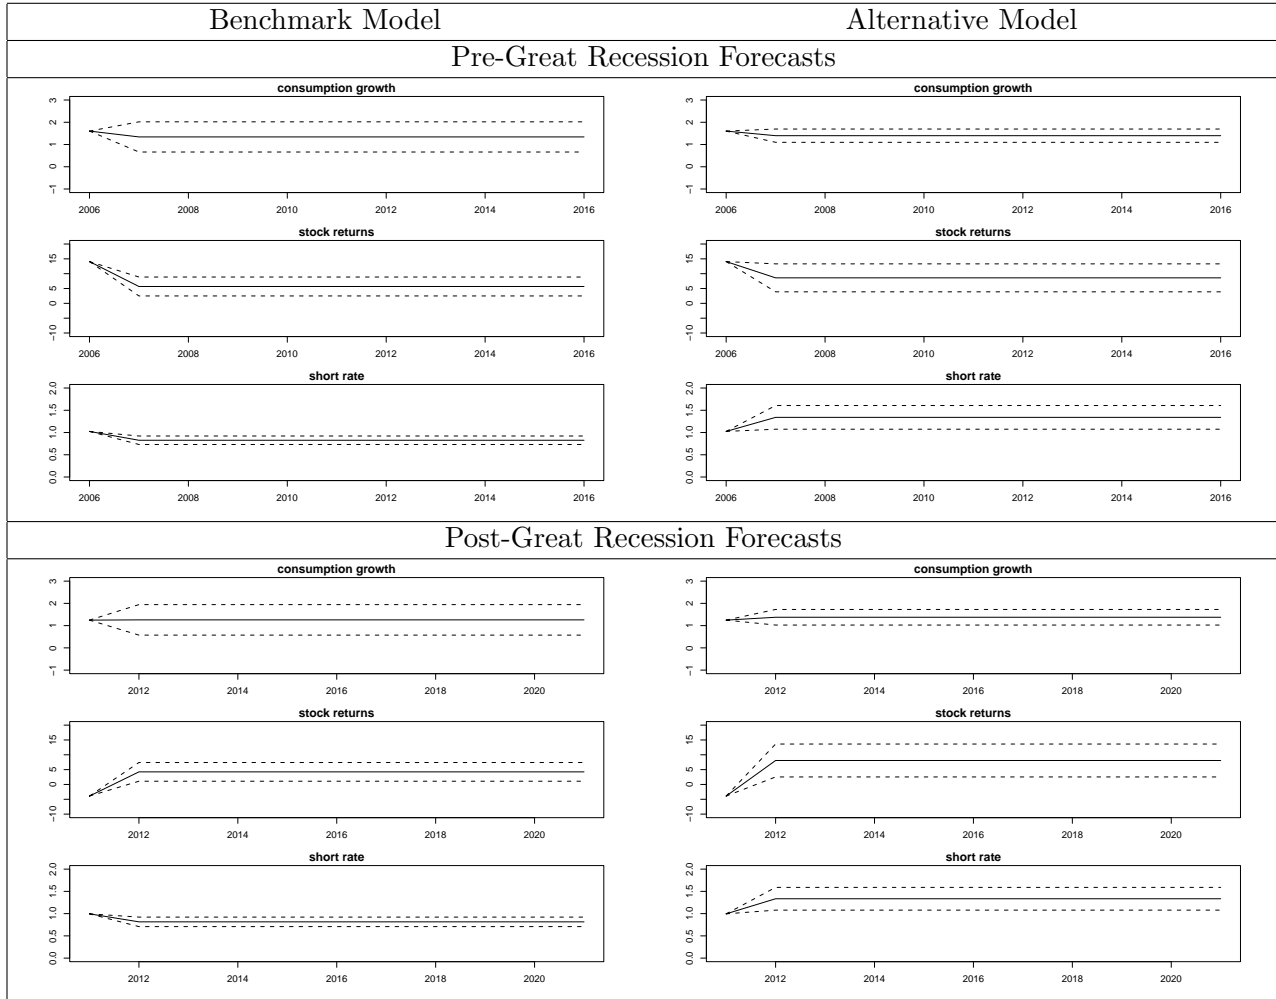 Benchmark Model Alternative Model
Pre-Great Recession Forecasts
consumption growth
−1 0 1 2 3
2006 2008 2010 2012 2014 2016
consumption growth
−1 0 1 2 3
2006 2008 2010 2012 2014 2016
stock returns
−10 0 5 15
2006 2008 2010 2012 2014 2016
stock returns
−10 0 5 15
2006 2008 2010 2012 2014 2016
short rate
0.0 0.5 1.0 1.5 2.0
2006 2008 2010 2012 2014 2016
short rate
0.0 0.5 1.0 1.5 2.0
2006 2008 2010 2012 2014 2016
Post-Great Recession Forecasts
consumption growth
−1 0 1 2 3
2012 2014 2016 2018 2020
consumption growth
−1 0 1 2 3
2012 2014 2016 2018 2020
stock returns
−10 0 5 15
2012 2014 2016 2018 2020
stock returns
−10 0 5 15
2012 2014 2016 2018 2020
short rate
0.0 0.5 1.0 1.5 2.0
2012 2014 2016 2018 2020
short rate
0.0 0.5 1.0 1.5 2.0
2012 2014 2016 2018 2020